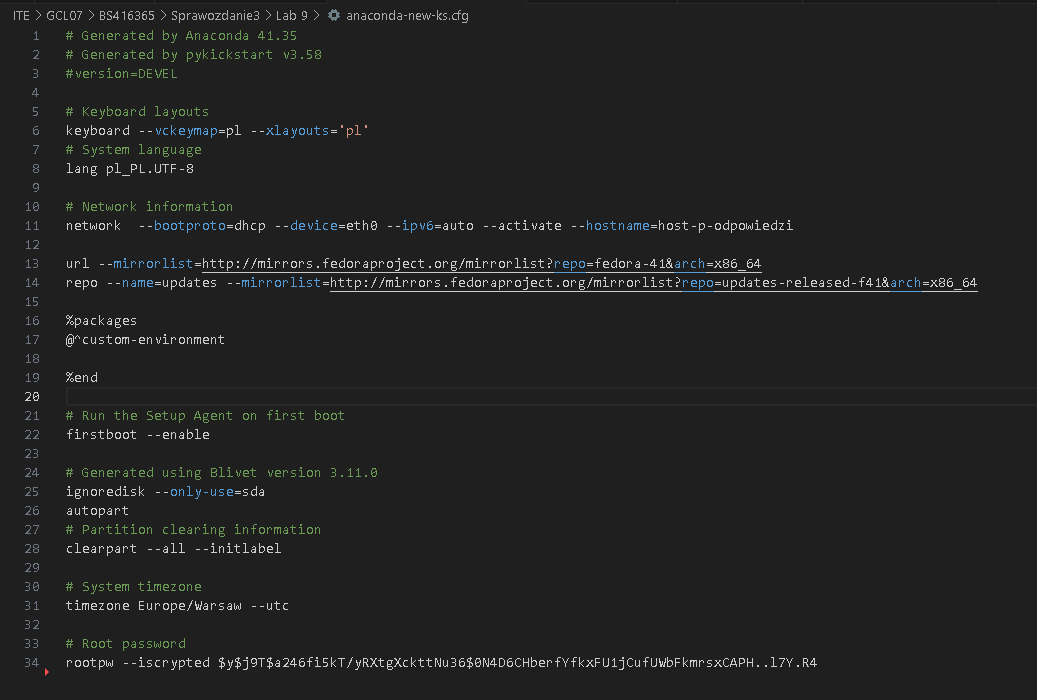 ITE > GCL07 > BS416365 > Sprawozdanie3 > Lab 9 > anaconda-new-ks.cfg
1 # Generated by Anaconda 41.35
2 # Generated by pykickstart v3.58
3 #version=DEVEL
4
5 # Keyboard layouts
6 keyboard --vckeymap=pl --xlayouts='pl'
7 # System language
8 lang pl_PL.UTF-8
9
10 # Network information
11 network  --bootproto=dhcp --device=eth0 --ipv6=auto --activate --hostname=host-p-odpowiedzi
12
13 url --mirrorlist=http://mirrors.fedoraproject.org/mirrorlist?repo=fedora-41&arch=x86_64
14 repo --name=updates --mirrorlist=http://mirrors.fedoraproject.org/mirrorlist?repo=updates-released-f41&arch=x86_64
15
16 %packages
17 @^custom-environment
18
19 %end
20
21 # Run the Setup Agent on first boot
22 firstboot --enable
23
24 # Generated using Blivet version 3.11.0
25 ignoredisk --only-use=sda
26 autopart
27 # Partition clearing information
28 clearpart --all --initlabel
29
30 # System timezone
31 timezone Europe/Warsaw --utc
32
33 # Root password
34 rootpw --iscrypted $y$j9T$a246fi5kT/yRXtgXckttNu36$0N4D6CHberfYfkxFU1jCufUWbFkmrsxCAPH..l7Y.R4